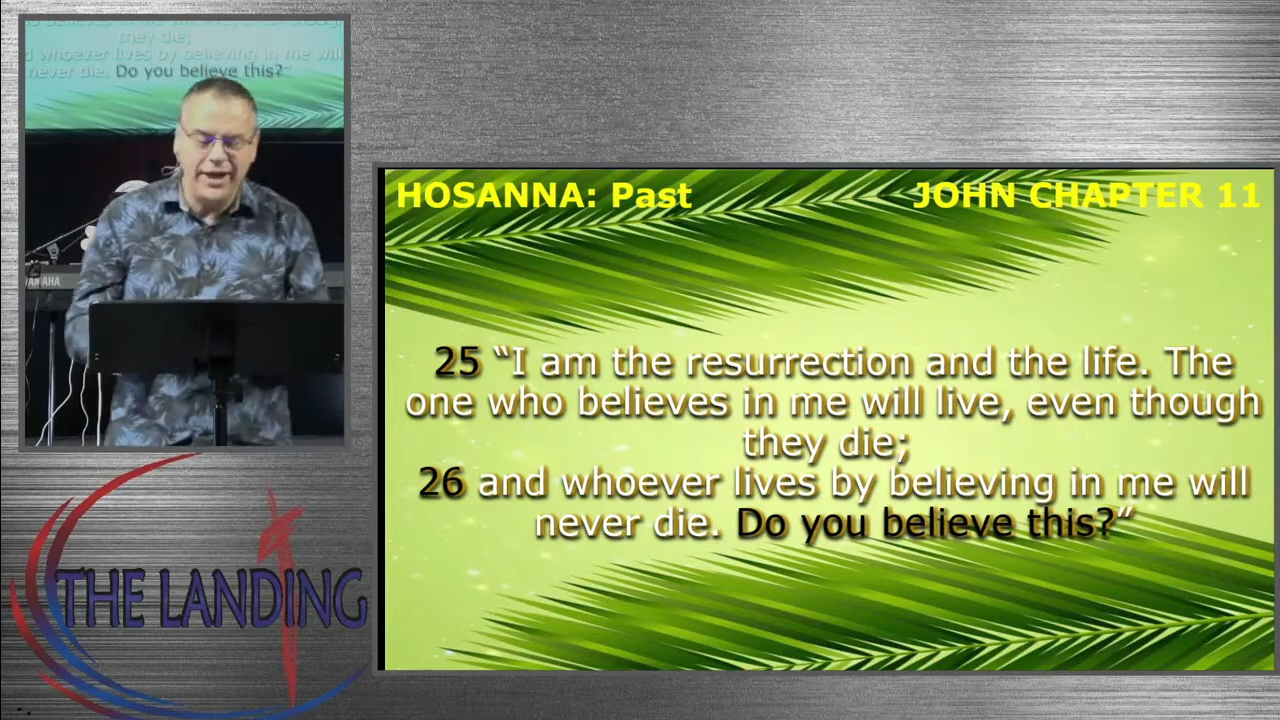 they die;
whoever lives by believing in me will
never die. Do you believe this?
YAMAHA
HOSANNA: Past
JOHN CHAPTER 11
25 “I am the resurrection and the life. The
one who believes in me will live, even though
they die;
26 and whoever lives by believing in me will
never die. Do you believe this?”
THE LANDING